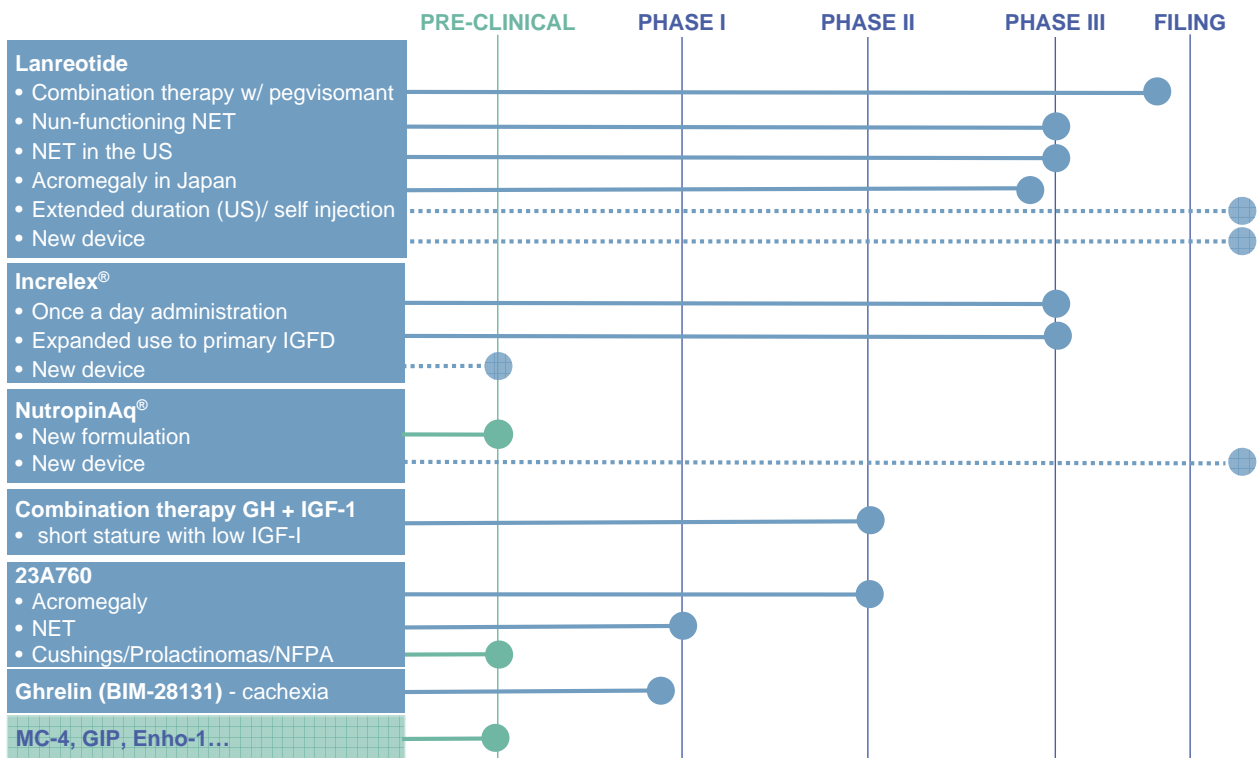 PRE-CLINICAL PHASE I PHASE II PHASE III FILING
Lanreotide
• Combination therapy w/ pegvisomant
• Nun-functioning NET
• NET in the US
• Acromegaly in Japan
• Extended duration (US)/ self injection
• New device
Increlex®
• Once a day administration
• Expanded use to primary IGFD
• New device
NutropinAq®
• New formulation
• New device
Combination therapy GH + IGF-1
• short stature with low IGF-I
23A760
• Acromegaly
• NET
• Cushings/Prolactinomas/NFPA
Ghrelin (BIM-28131) - cachexia
MC-4, GIP, Enho-1…